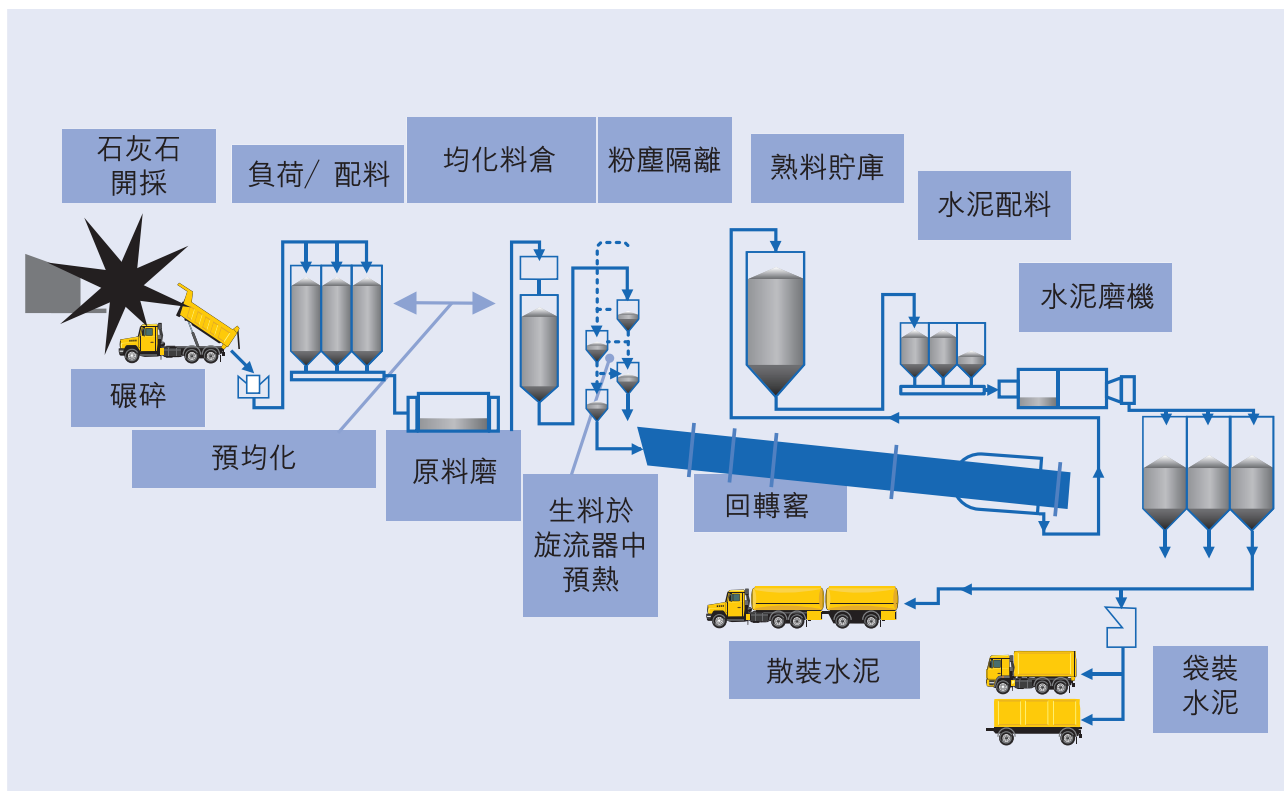 石灰石
開採
負荷/ 配料
均化料倉
粉塵隔離
熟料貯庫
水泥配料
水泥磨機
碾碎
預均化
原料磨
生料於
旋流器中
預熱
回轉窰
散裝水泥
袋裝
水泥